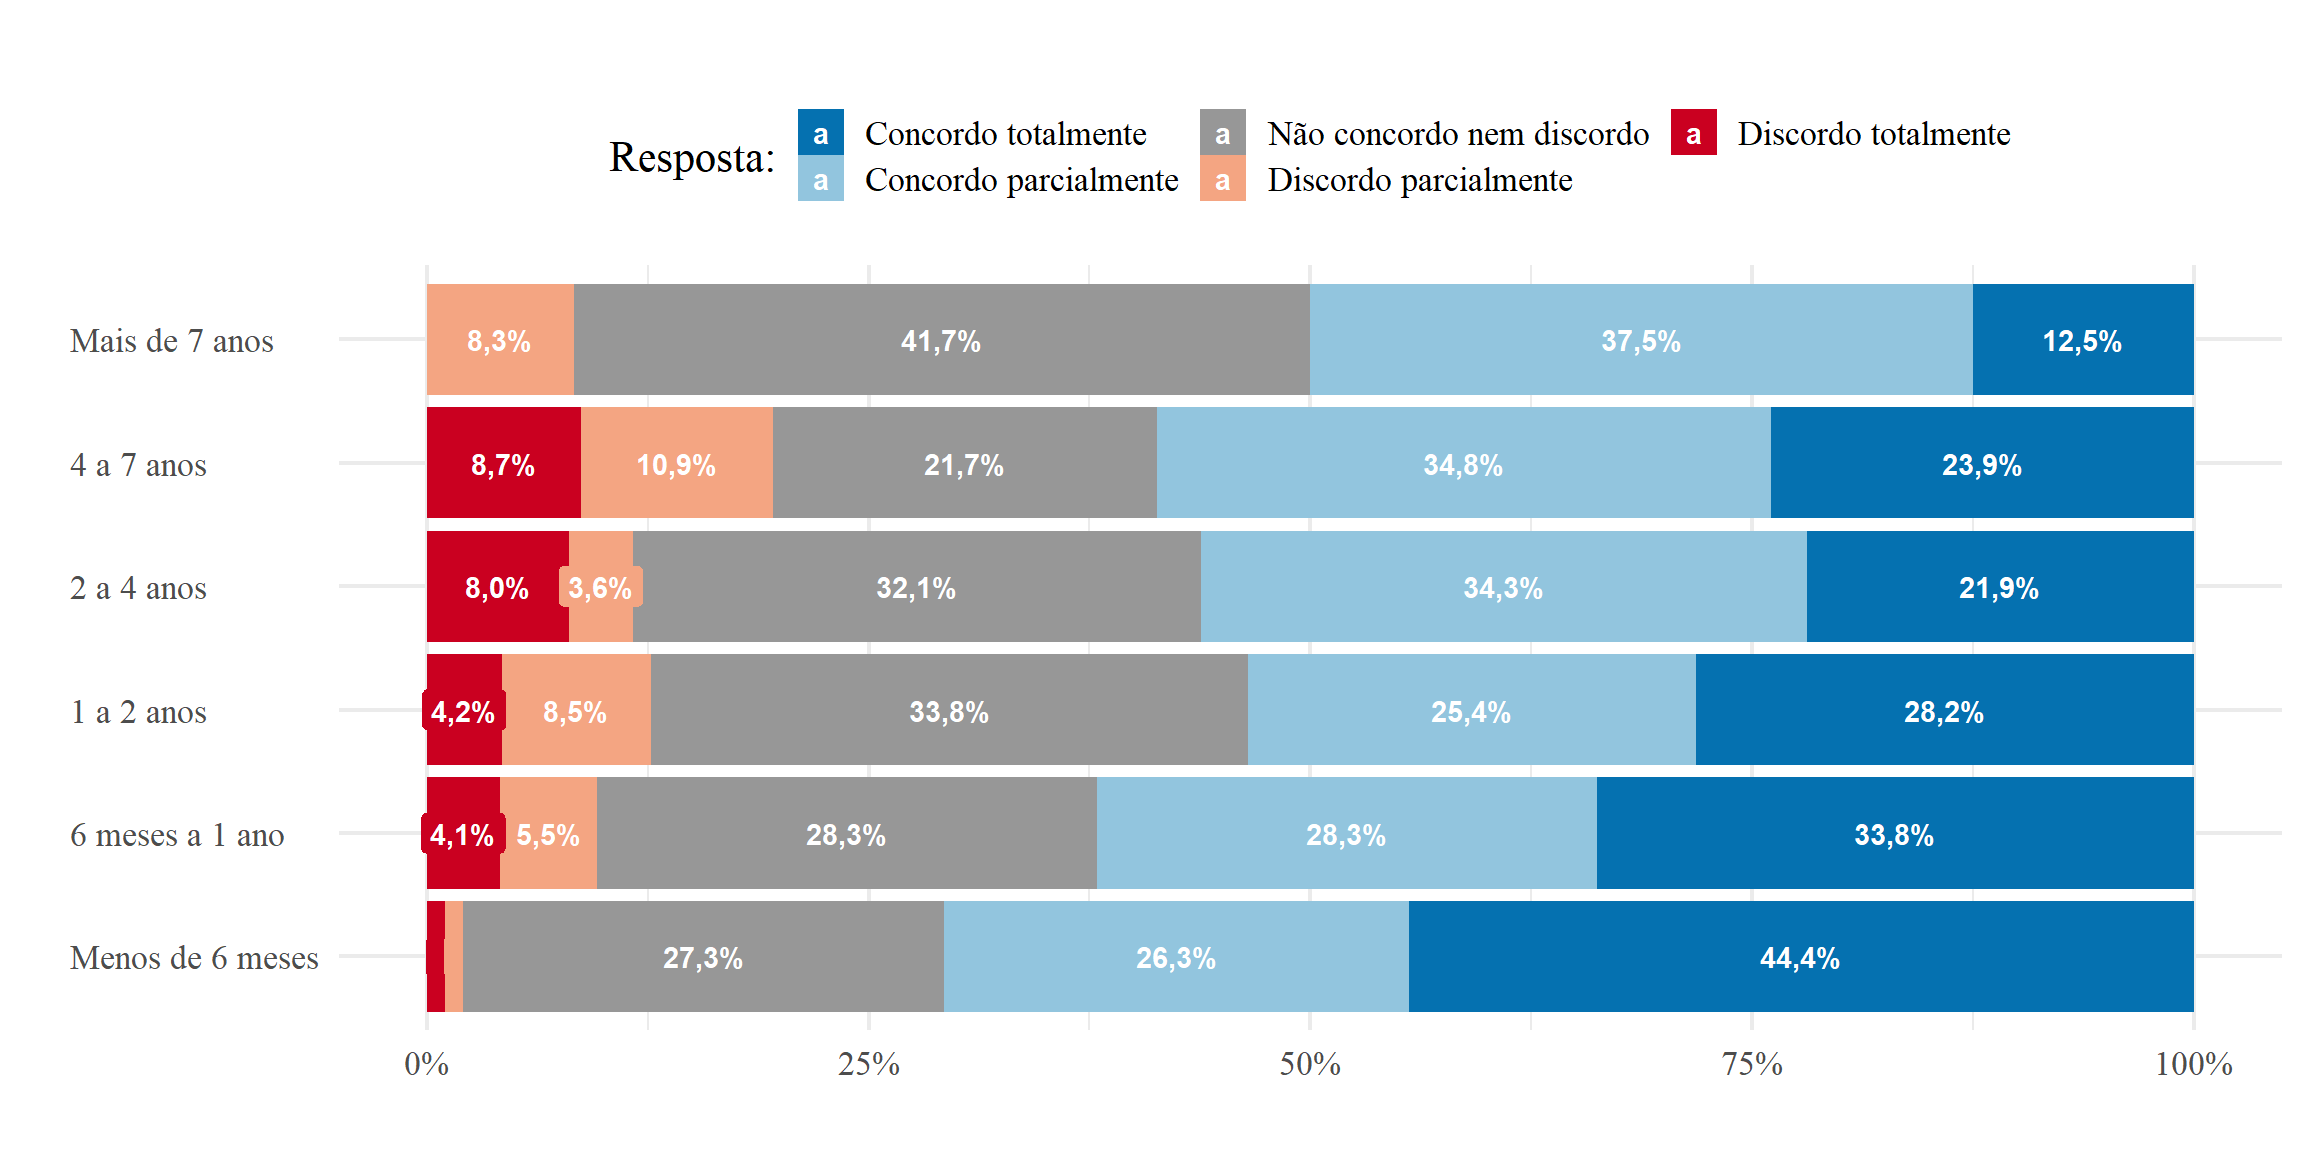 Resposta:
a Concordo totalmente a Não concordo nem discordo a Discordo totalmente
a Concordo parcialmente a Discordo parcialmente
Mais de 7 anos 8,3% 41,7% 37,5% 12,5%
4 a 7 anos 8,7% 10,9% 21,7% 34,8% 23,9%
2 a 4 anos 8,0% 3,6% 32,1% 34,3% 21,9%
1 a 2 anos 4,2% 8,5% 33,8% 25,4% 28,2%
6 meses a 1 ano 4,1% 5,5% 28,3% 28,3% 33,8%
Menos de 6 meses 27,3% 26,3% 44,4%
0% 25% 50% 75% 100%